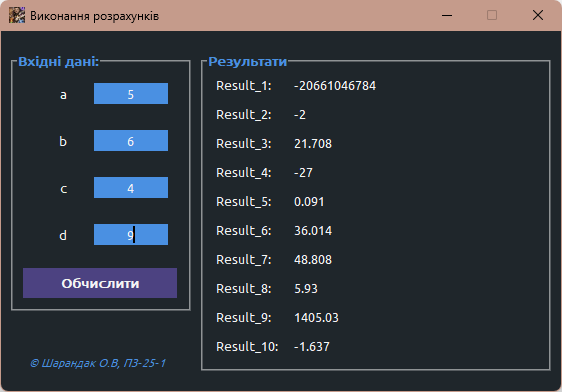 Виконання розрахунків
Вхідні дані:
a 5
b 6
c 4
d 9
Обчислити
© Шарандак О.В, ПЗ-25-1
Результати
Result_1: -20661046784
Result_2: -2
Result_3: 21.708
Result_4: -27
Result_5: 0.091
Result_6: 36.014
Result_7: 48.808
Result_8: 5.93
Result_9: 1405.03
Result_10: -1.637